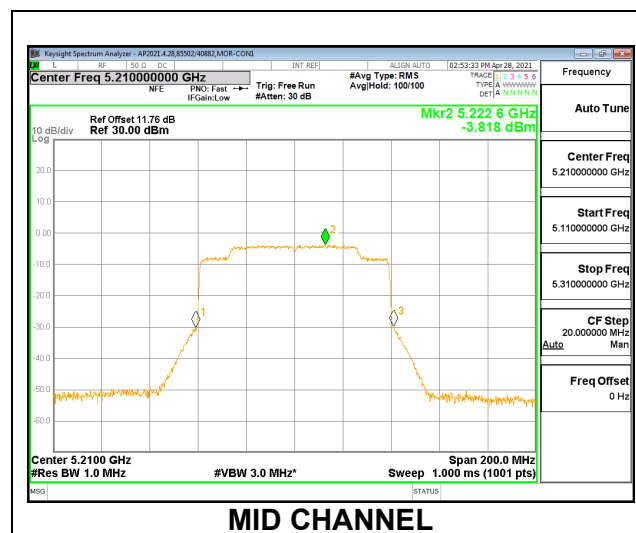 Keysight Spectrum Analyzer - AP2021.4.28,85502/40882,MOR-CON1
LXI L RF 50 Ω DC INT REF ALIGN AUTO 02:53:33 PM Apr 28, 2021
Center Freq 5.210000000 GHz
NFE PNO: Fast IFGain:Low
Trig: Free Run
#Atten: 30 dB
#Avg Type: RMS
Avg|Hold: 100/100
TRACE 1 2 3 4 5 6
TYPE A WWWWW
DET A N N N N N
Ref Offset 11.76 dB
Ref 30.00 dBm
10 dB/div
Log
Mkr2 5.222 6 GHz
-3.818 dBm
20.0
10.0
0.00
-10.0
-20.0
-30.0
-40.0
-50.0
-60.0
1
2
3
Center 5.2100 GHz
#Res BW 1.0 MHz
#VBW 3.0 MHz*
Span 200.0 MHz
Sweep 1.000 ms (1001 pts)
MSG
STATUS
Frequency
Auto Tune
Center Freq
5.210000000 GHz
Start Freq
5.110000000 GHz
Stop Freq
5.310000000 GHz
CF Step
20.000000 MHz
Auto Man
Freq Offset
0 Hz
MID CHANNEL